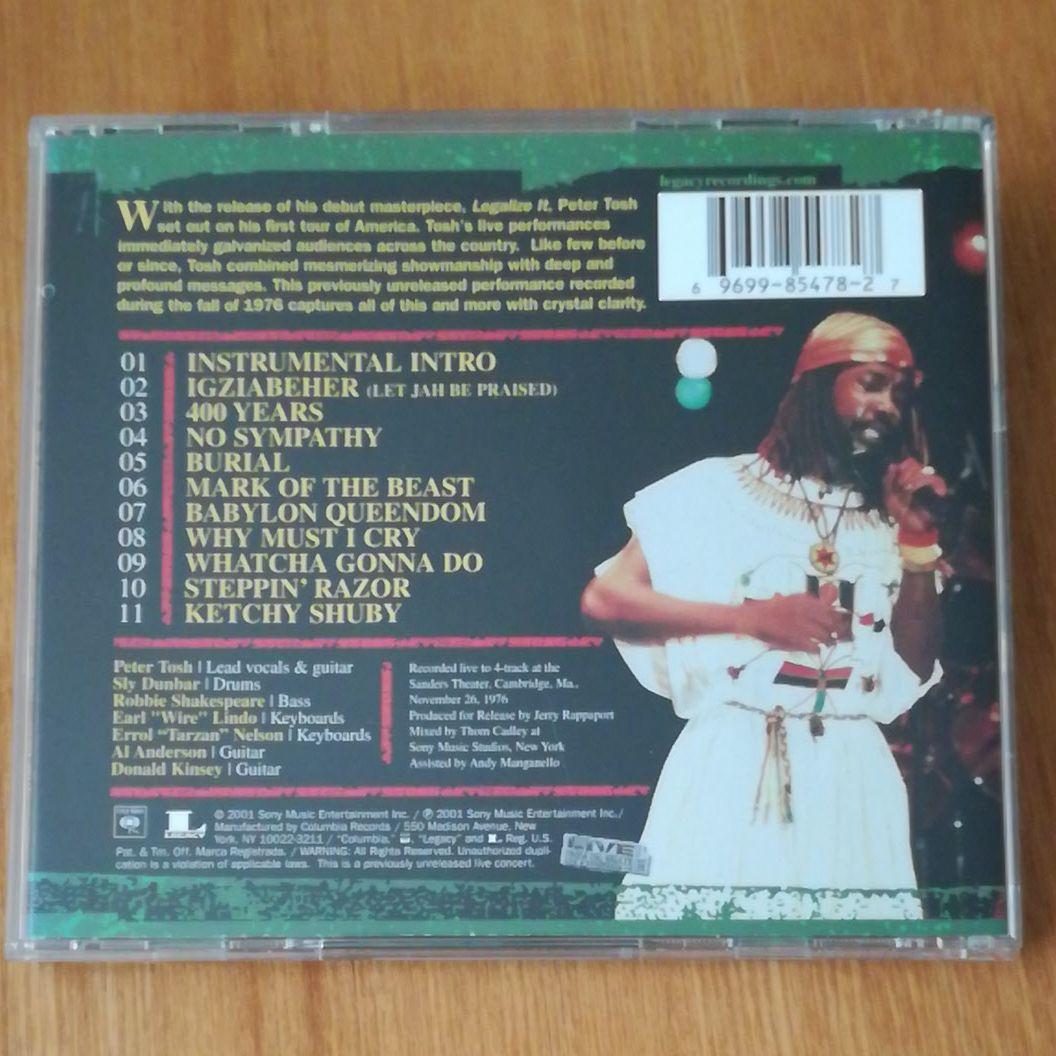 legacyrecordings.com
With the release of his debut masterpiece, Legalize It, Peter Tosh
set out on his first tour of America. Tosh's live performances
immediately galvanized audiences across the country. Like few before
or since, Tosh combined mesmerizing showmanship with deep and
profound messages. This previously unreleased performance recorded
during the fall of 1976 captures all of this and more with crystal clarity.
6 9699-85478-2 7
01 INSTRUMENTAL INTRO
02 IGZIABEHER (LET JAH BE PRAISED)
03 400 YEARS
04 NO SYMPATHY
05 BURIAL
06 MARK OF THE BEAST
07 BABYLON QUEENDOM
08 WHY MUST I CRY
09 WHATCHA GONNA DO
10 STEPPIN' RAZOR
11 KETCHY SHUBY
Peter Tosh | Lead vocals & guitar
Sly Dunbar | Drums
Robbie Shakespeare | Bass
Earl "Wire" Lindo | Keyboards
Errol "Tarzan" Nelson | Keyboards
Al Anderson | Guitar
Donald Kinsey | Guitar
Recorded live to 4-track at the
Sanders Theater, Cambridge, Ma.,
November 26, 1976
Produced for Release by Jerry Rappaport
Mixed by Thom Cadley at
Sony Music Studios, New York
Assisted by Andy Manganello
L
LEGACY
© 2001 Sony Music Entertainment Inc. / ℗ 2001 Sony Music Entertainment Inc./
Manufactured by Columbia Records / 550 Madison Avenue, New
York, NY 10022-3211 / "Columbia," , "Legacy" and L Reg. U.S.
Pat. & Tm. Off. Marca Registrada. / WARNING: All Rights Reserved. Unauthorized dupli-
cation is a violation of applicable laws. This is a previously unreleased live concert.
LIVE